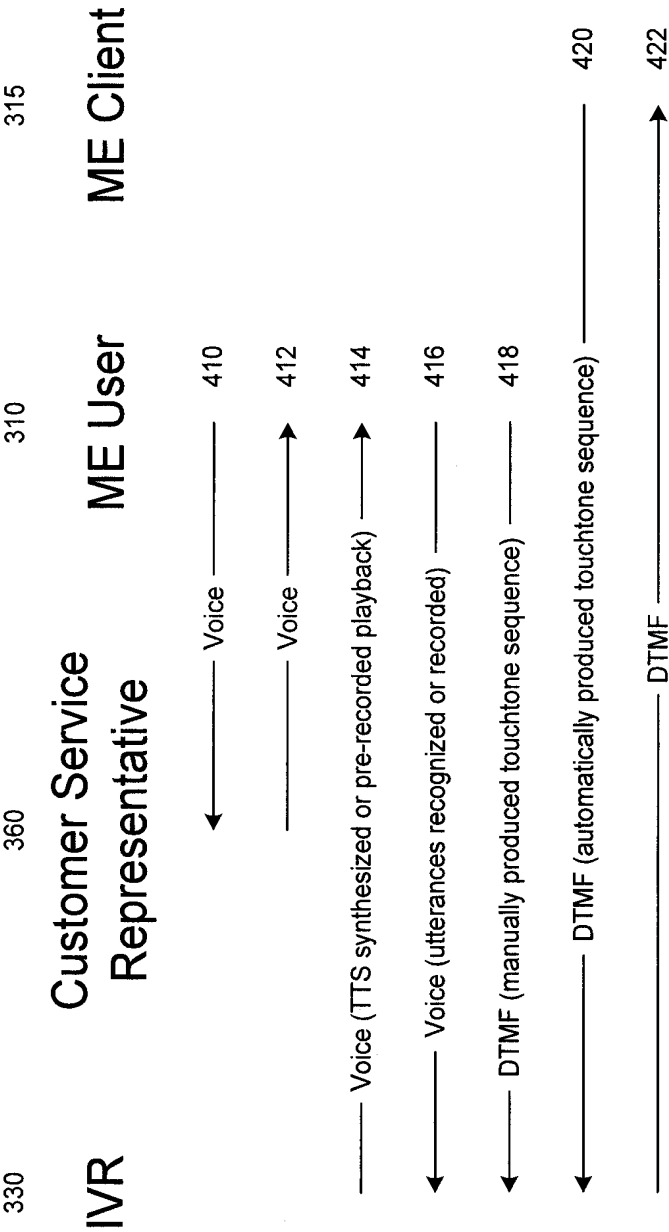 330
360
310
315
IVR
Customer Service
Representative
ME User
ME Client
Voice
410
Voice
412
Voice (TTS synthesized or pre-recorded playback)
414
Voice (utterances recognized or recorded)
416
DTMF (manually produced touchtone sequence)
418
DTMF (automatically produced touchtone sequence)
420
DTMF
422